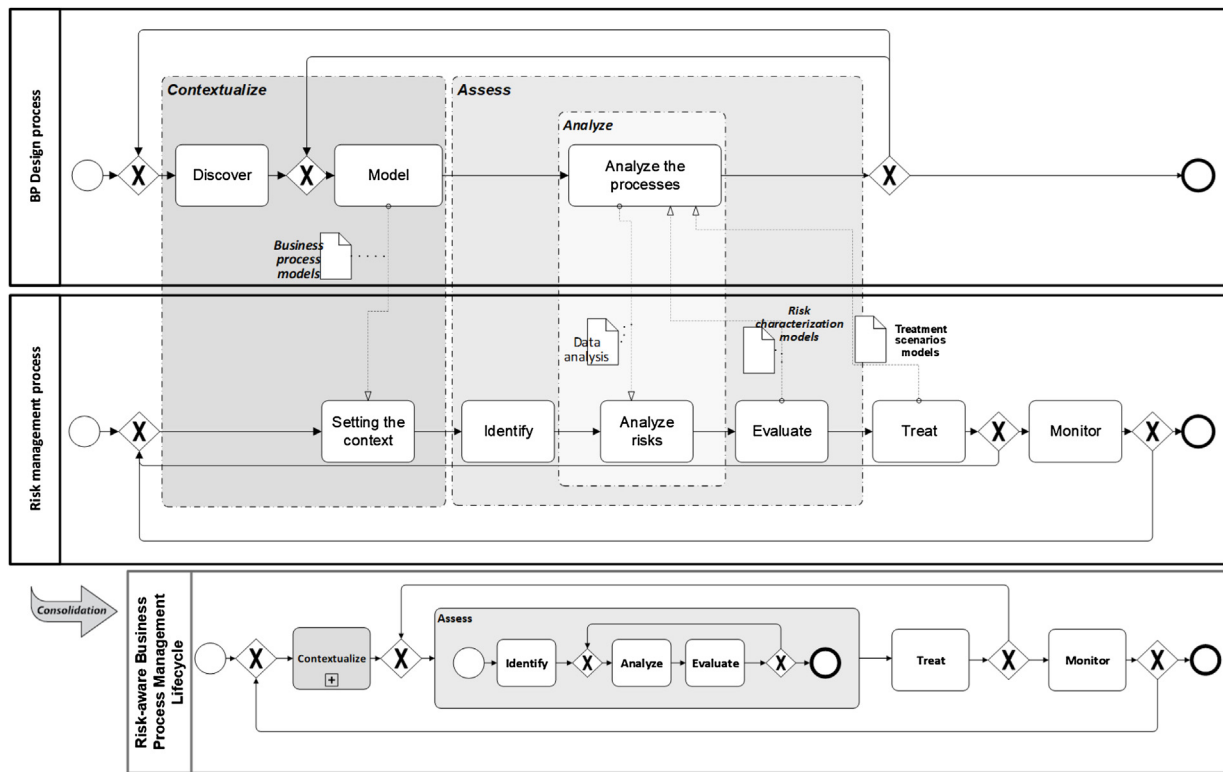 BP Design process
Contextualize
Assess
Analyze
X
Discover
X
Model
Analyze the
processes
X
Business
process
models
Risk management process
Data
analysis
Risk
characterization
models
Treatment
scenarios
models
X
Setting the
context
Identify
Analyze
risks
Evaluate
Treat
X
Monitor
X
Consolidation
Risk-aware Business
Process Management
Lifecycle
X
Contextualize
+
X
Assess
Identify
X
Analyze
Evaluate
X
Treat
X
Monitor
X